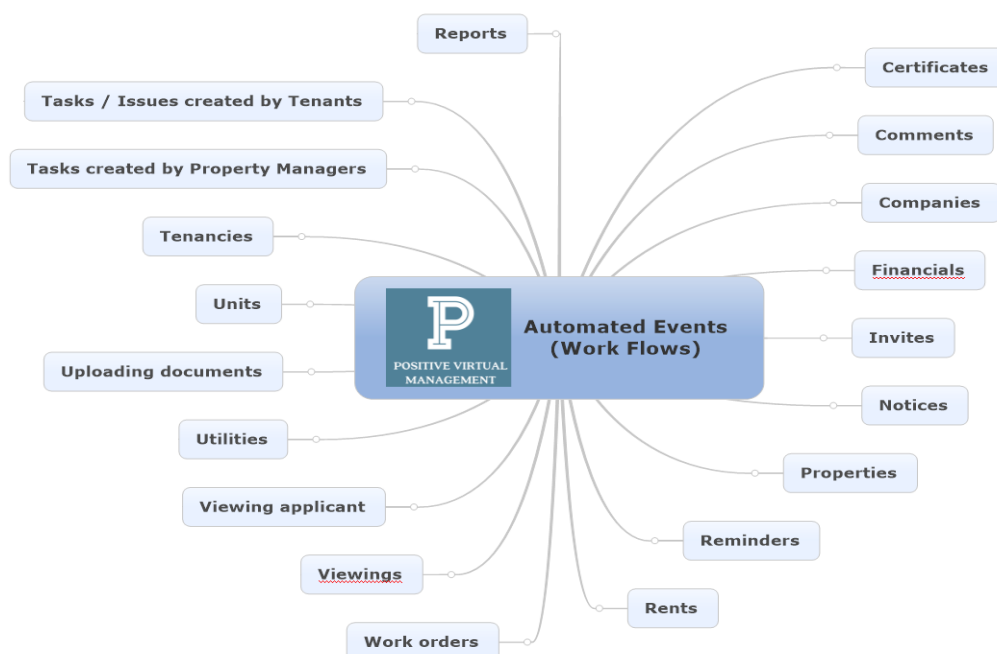 Reports
Certificates
Tasks / Issues created by Tenants
Comments
Tasks created by Property Managers
Companies
Tenancies
Financials
Units
P
POSITIVE VIRTUAL
MANAGEMENT
Automated Events
(Work Flows)
Invites
Uploading documents
Notices
Utilities
Properties
Viewing applicant
Reminders
Viewings
Rents
Work orders